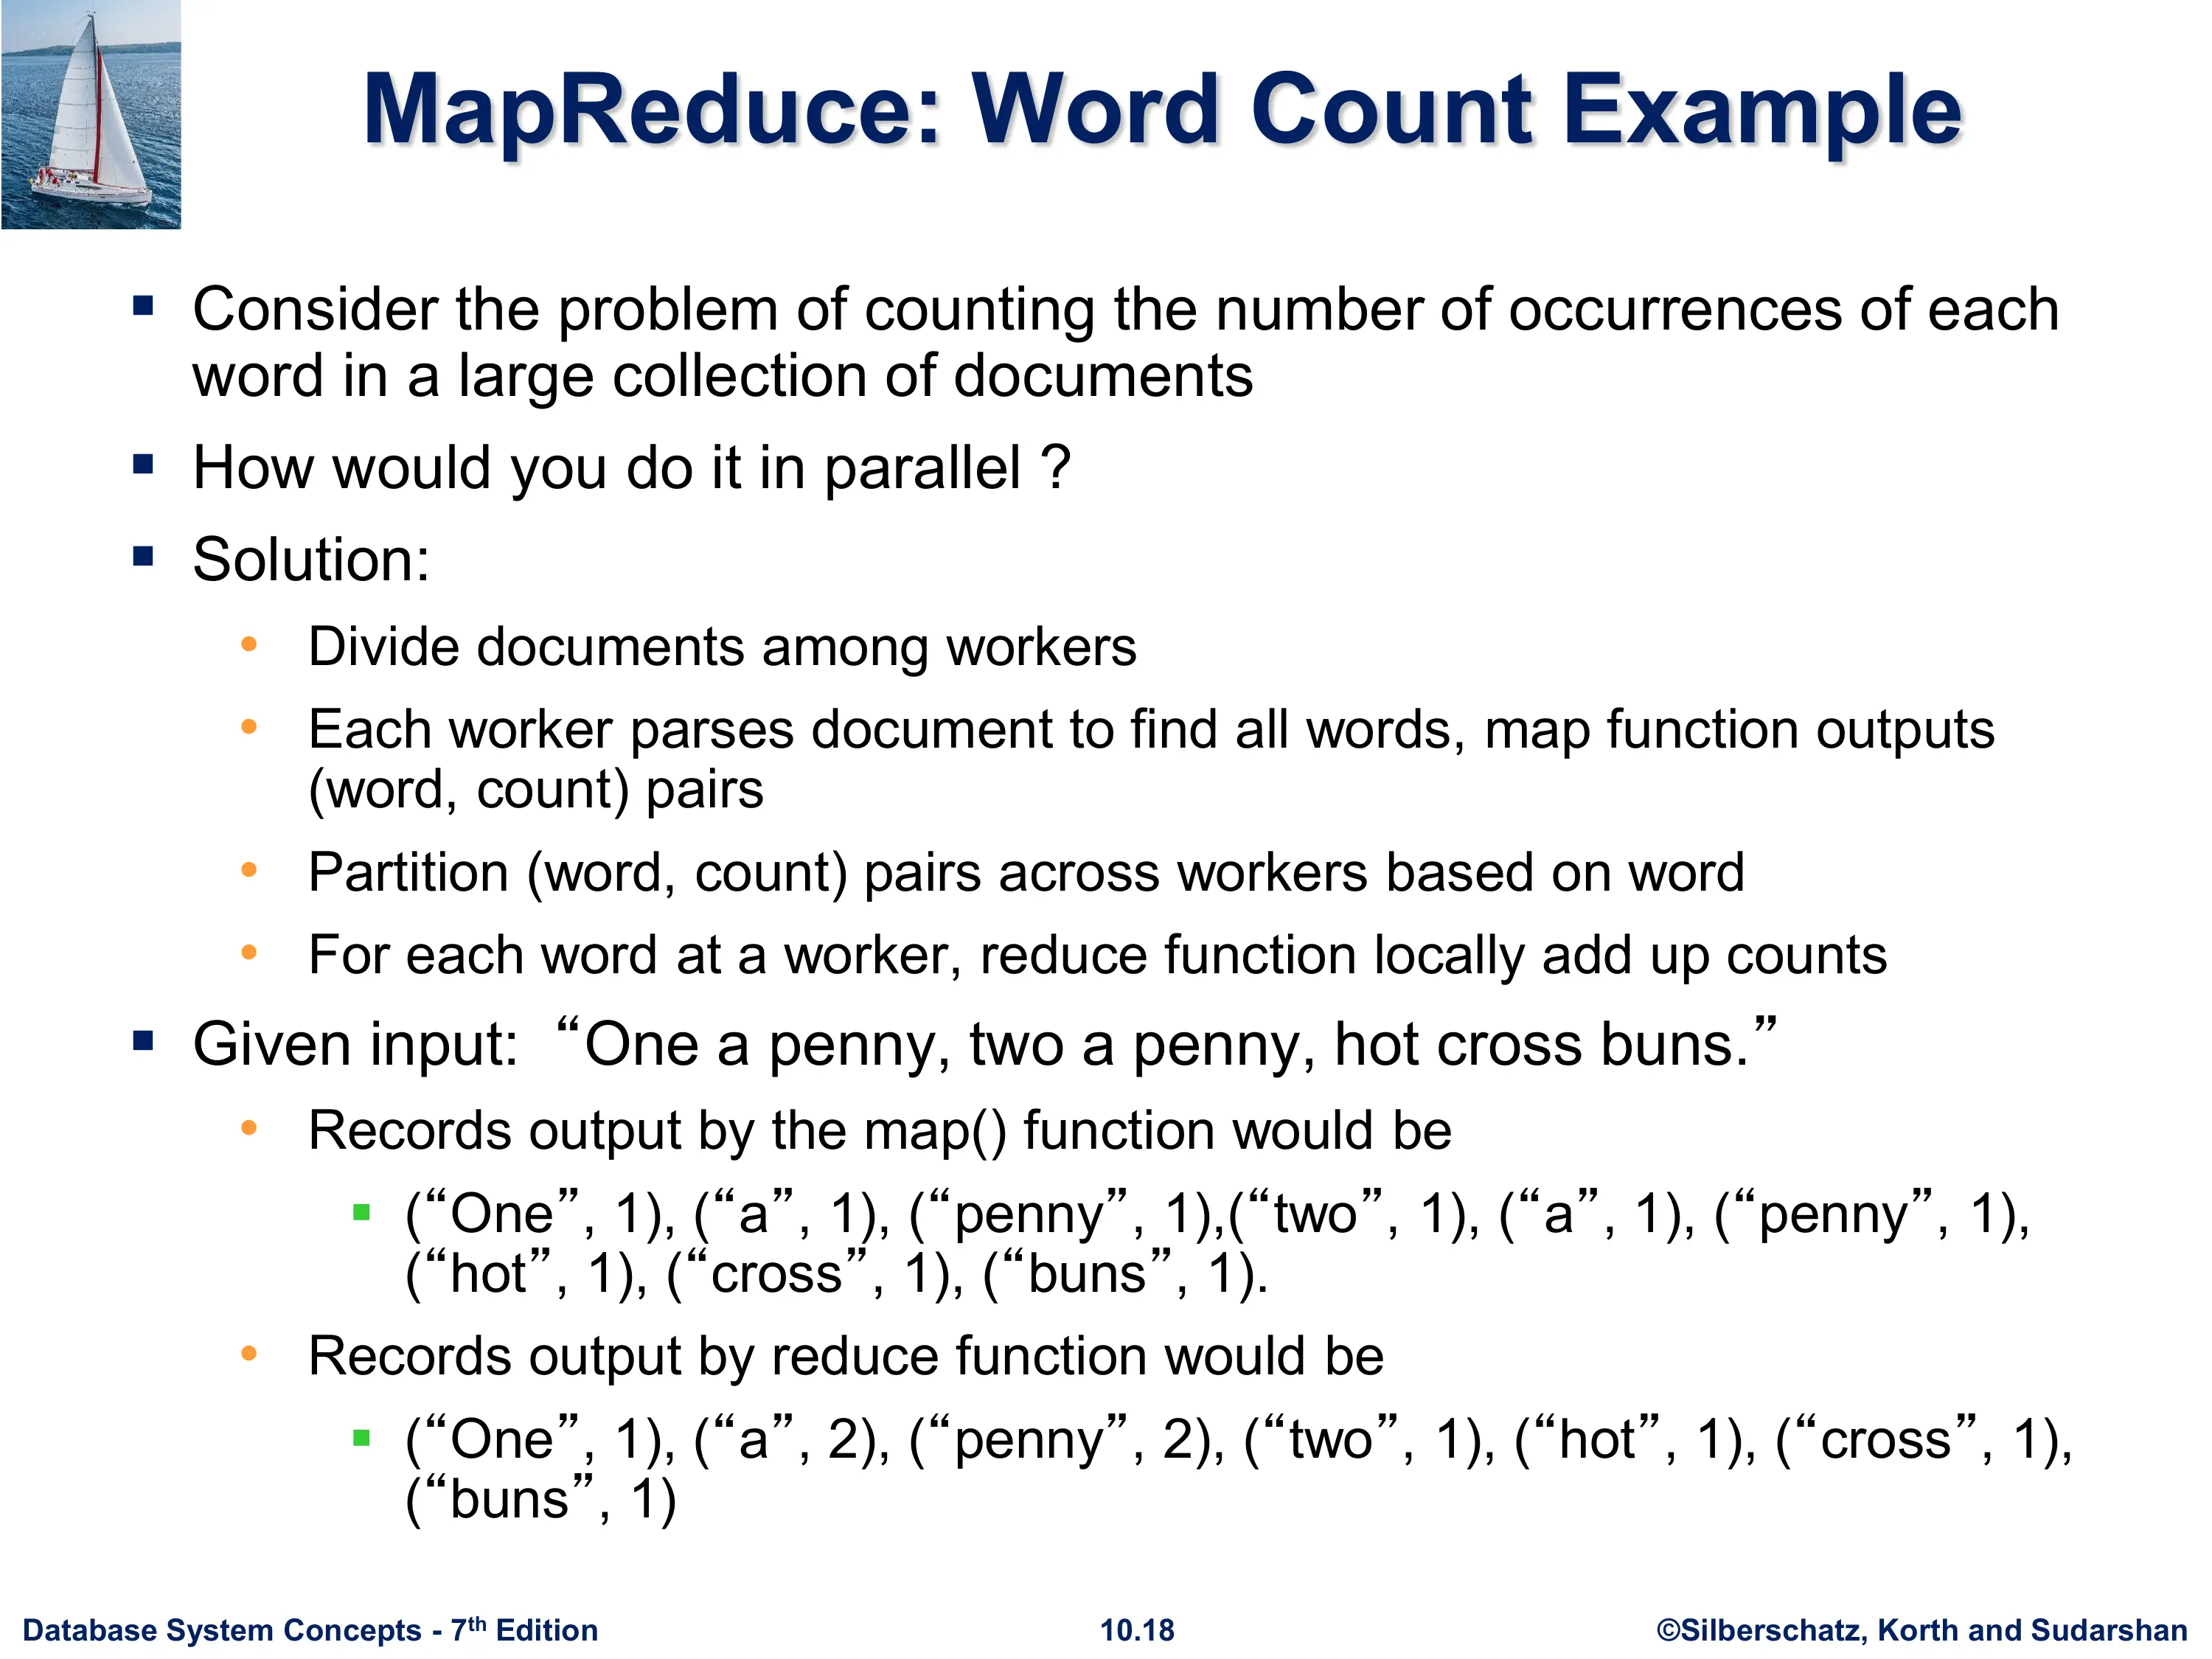 MapReduce: Word Count Example
▪ Consider the problem of counting the number of occurrences of each
word in a large collection of documents
▪ How would you do it in parallel ?
▪ Solution:
• Divide documents among workers
• Each worker parses document to find all words, map function outputs
(word, count) pairs
• Partition (word, count) pairs across workers based on word
• For each word at a worker, reduce function locally add up counts
▪ Given input: “One a penny, two a penny, hot cross buns.”
• Records output by the map() function would be
▪ (“One”, 1), (“a”, 1), (“penny”, 1),(“two”, 1), (“a”, 1), (“penny”, 1),
(“hot”, 1), (“cross”, 1), (“buns”, 1).
• Records output by reduce function would be
▪ (“One”, 1), (“a”, 2), (“penny”, 2), (“two”, 1), (“hot”, 1), (“cross”, 1),
(“buns”, 1)
Database System Concepts - 7th Edition 10.18 ©Silberschatz, Korth and Sudarshan